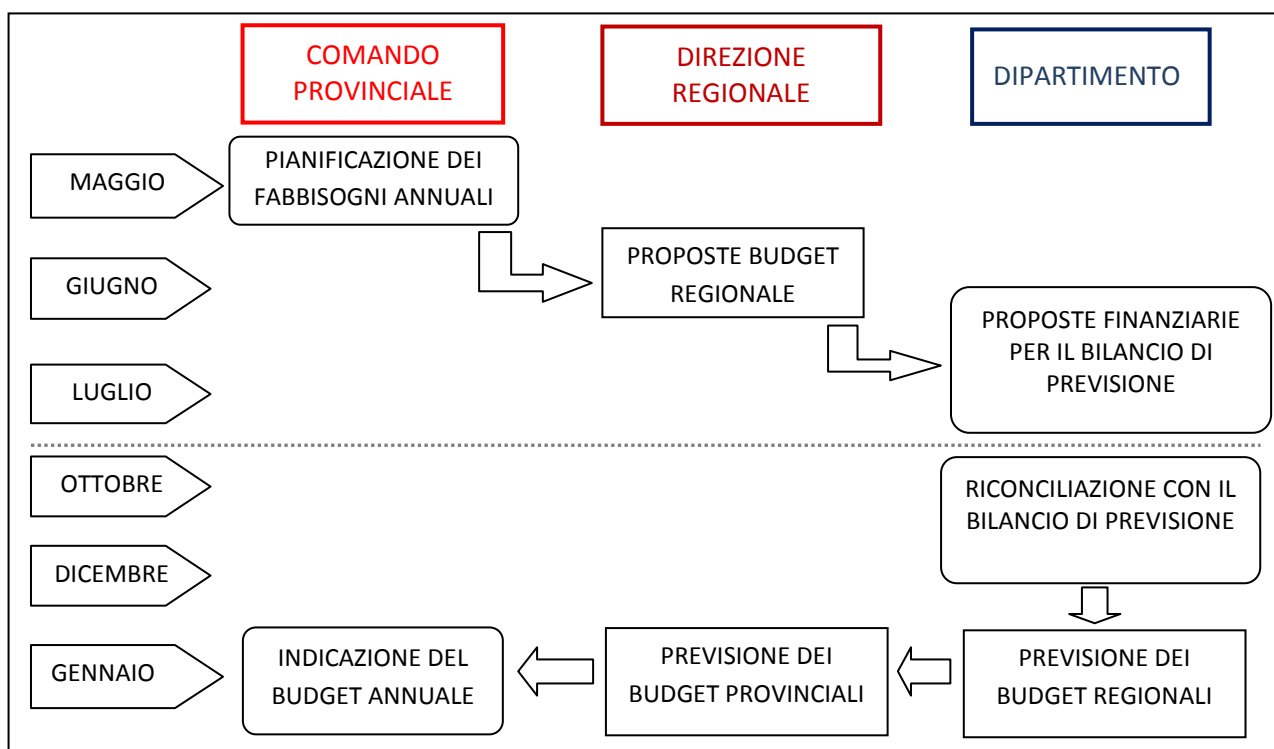 COMANDO
PROVINCIALE
DIREZIONE
REGIONALE
DIPARTIMENTO
MAGGIO
PIANIFICAZIONE DEI
FABBISOGNI ANNUALI
GIUGNO
PROPOSTE BUDGET
REGIONALE
PROPOSTE FINANZIARIE
PER IL BILANCIO DI
PREVISIONE
LUGLIO
OTTOBRE
RICONCILIAZIONE CON IL
BILANCIO DI PREVISIONE
DICEMBRE
GENNAIO
INDICAZIONE DEL
BUDGET ANNUALE
PREVISIONE DEI
BUDGET PROVINCIALI
PREVISIONE DEI
BUDGET REGIONALI